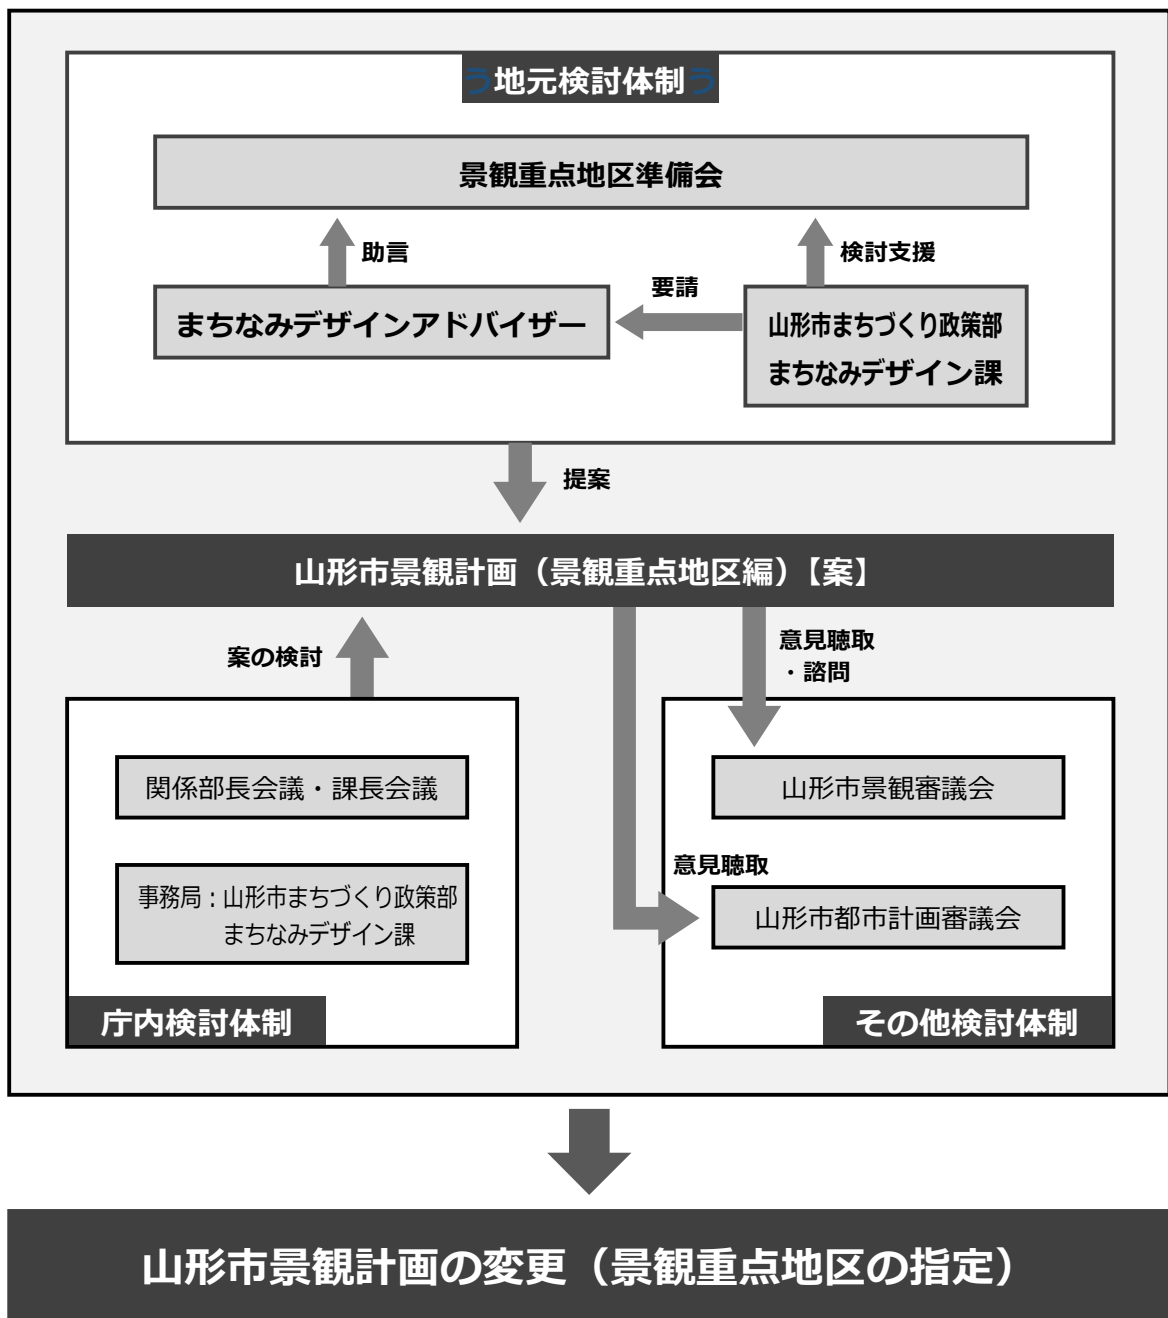 う地元検討体制う
景観重点地区準備会
助言
検討支援
要請
まちなみデザインアドバイザー
山形市まちづくり政策部
まちなみデザイン課
提案
山形市景観計画（景観重点地区編）【案】
案の検討
意見聴取
・諮問
関係部長会議・課長会議
事務局：山形市まちづくり政策部
まちなみデザイン課
庁内検討体制
山形市景観審議会
意見聴取
山形市都市計画審議会
その他検討体制
山形市景観計画の変更（景観重点地区の指定）